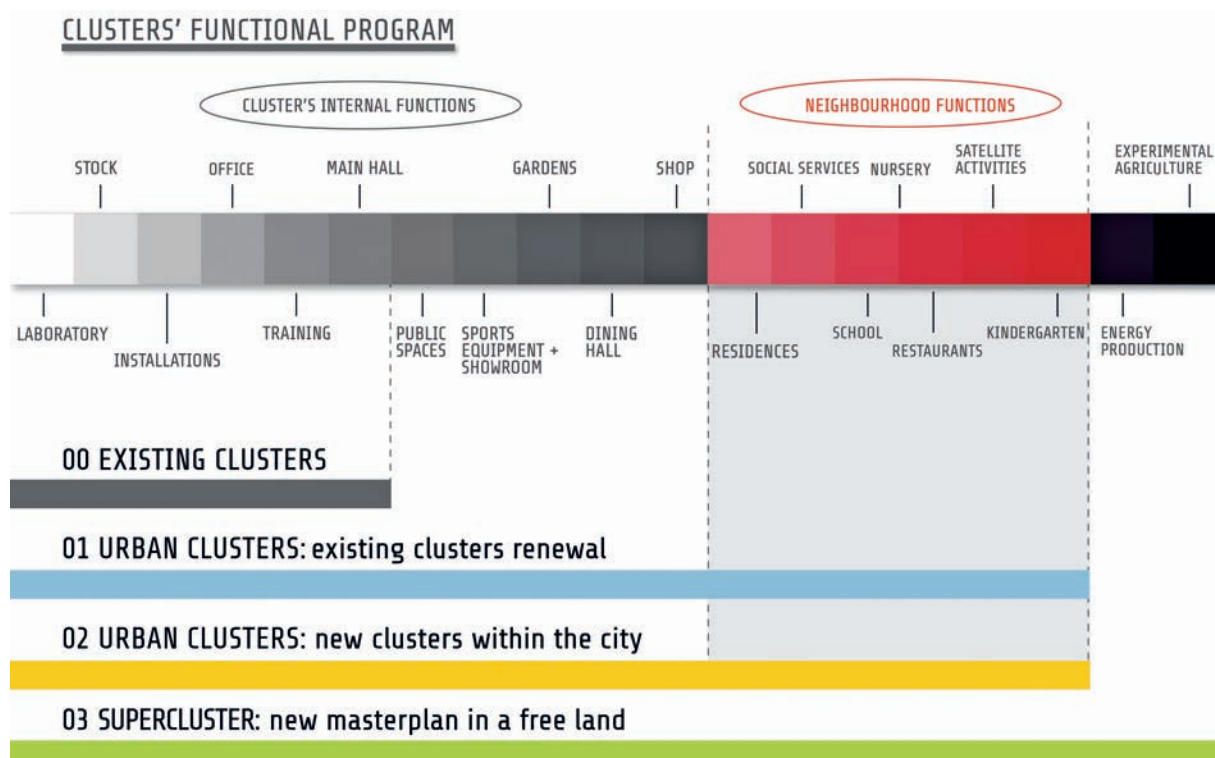 CLUSTERS' FUNCTIONAL PROGRAM
CLUSTER'S INTERNAL FUNCTIONS
NEIGHBOURHOOD FUNCTIONS
STOCK
OFFICE
MAIN HALL
GARDENS
SHOP
SOCIAL SERVICES
NURSERY
SATELLITE
ACTIVITIES
EXPERIMENTAL
AGRICULTURE
LABORATORY
INSTALLATIONS
TRAINING
PUBLIC
SPACES
SPORTS
EQUIPMENT +
SHOWROOM
DINING
HALL
RESIDENCES
SCHOOL
RESTAURANTS
KINDERGARTEN
ENERGY
PRODUCTION
00 EXISTING CLUSTERS
01 URBAN CLUSTERS: existing clusters renewal
02 URBAN CLUSTERS: new clusters within the city
03 SUPERCLUSTER: new masterplan in a free land